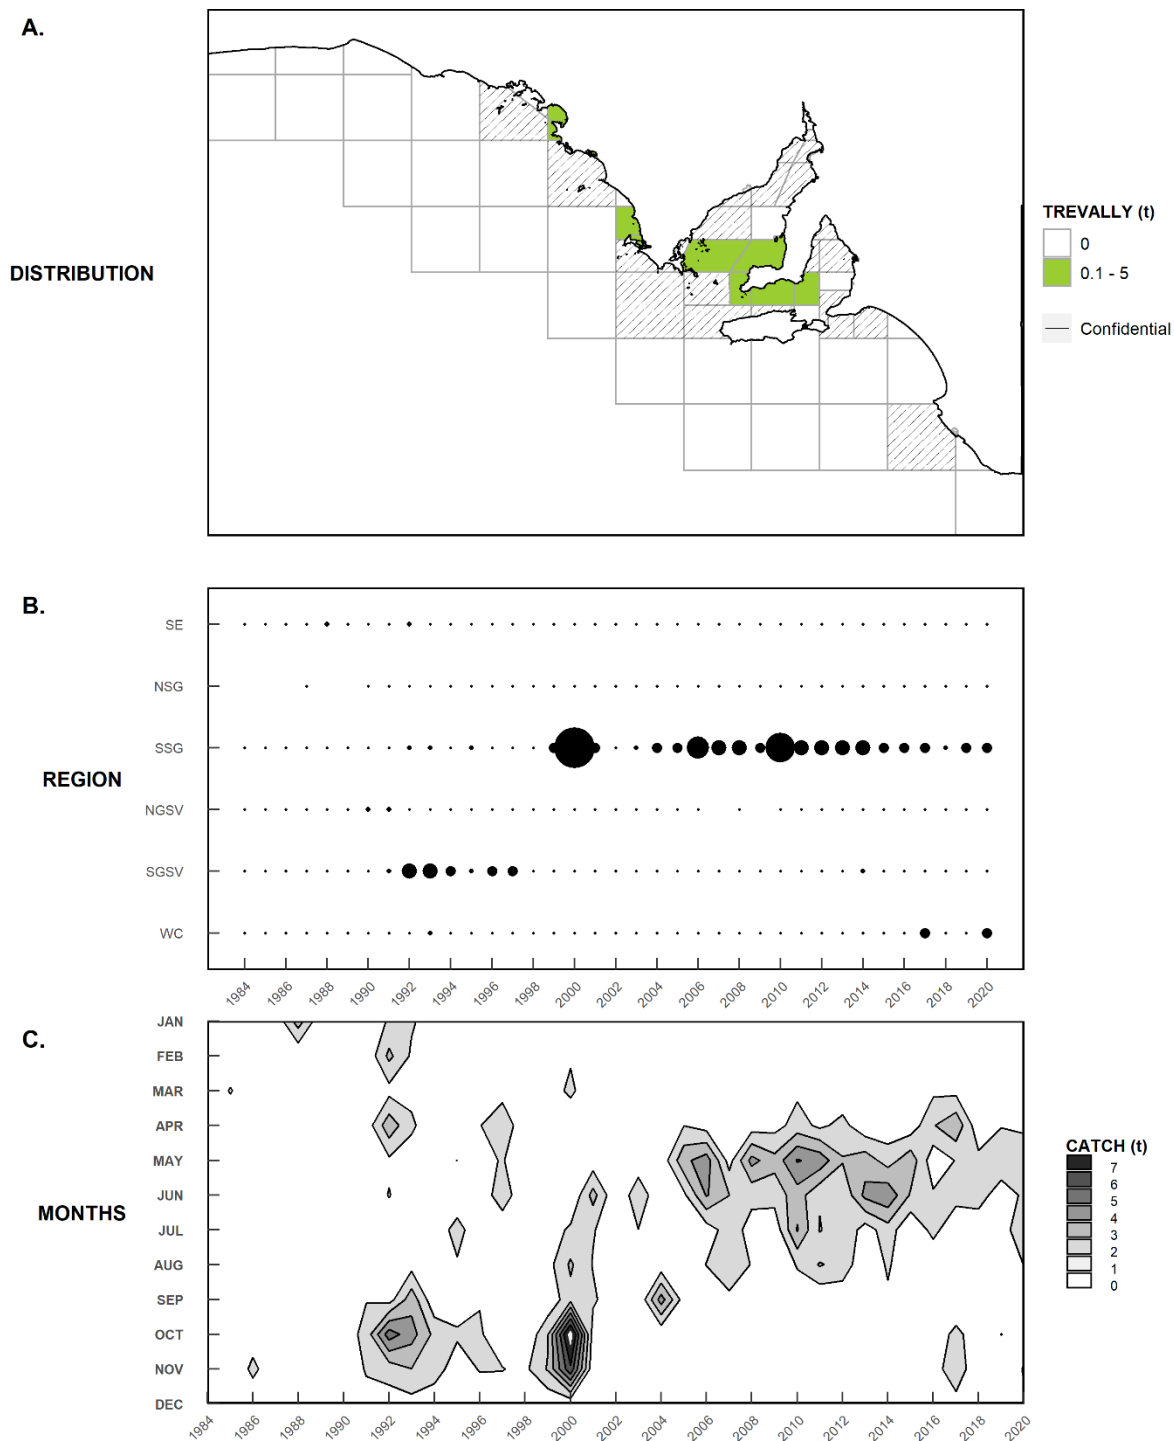 A.
DISTRIBUTION
TREVALLY (t)
0
0.1 - 5
Confidential
B.
REGION
SE
NSG
SSG
NGSV
SGSV
WC
1984 1986 1988 1990 1992 1994 1996 1998 2000 2002 2004 2006 2008 2010 2012 2014 2016 2018 2020
C.
MONTHS
JAN
FEB
MAR
APR
MAY
JUN
JUL
AUG
SEP
OCT
NOV
DEC
1984 1986 1988 1990 1992 1994 1996 1998 2000 2002 2004 2006 2008 2010 2012 2014 2016 2018 2020
CATCH (t)
7
6
5
4
3
2
1
0